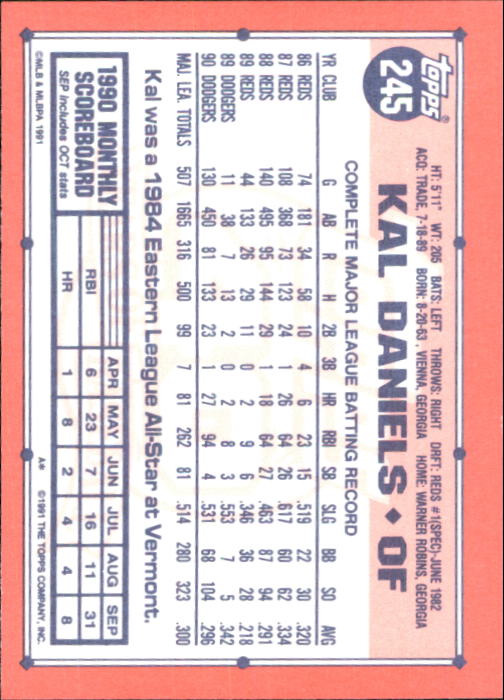 topps®
245
KAL DANIELS • OF
HT: 5'11" WT: 205 BATS: LEFT THROWS: RIGHT DRFT: REDS #1(SPEC)-JUNE 1982
ACQ: TRADE, 7-18-89 BORN: 8-20-63, VIENNA, GEORGIA HOME: WARNER ROBINS, GEORGIA
COMPLETE MAJOR LEAGUE BATTING RECORD
YR CLUB G AB R H 2B 3B HR RBI SB SLG BB SO AVG
86 REDS 74 181 34 58 10 4 6 23 15 .519 22 30 .320
87 REDS 108 368 73 123 24 1 26 64 26 .617 60 62 .334
88 REDS 140 495 95 144 29 1 18 64 27 .463 87 94 .291
89 REDS 44 133 26 29 11 0 2 9 6 .346 36 28 .218
89 DODGERS 11 38 7 13 2 0 2 8 3 .553 7 5 .342
90 DODGERS 130 450 81 133 23 1 27 94 4 .531 68 104 .296
MAJ. LEA. TOTALS 507 1665 316 500 99 7 81 262 81 .514 280 323 .300
Kal was a 1984 Eastern League All-Star at Vermont.
1990 MONTHLY
SCOREBOARD
SEP includes OCT stats
APR MAY JUN JUL AUG SEP
RBI 6 23 7 16 11 31
HR 1 8 2 4 4 8
©MLB & MLBPA 1991
A* ©1991 THE TOPPS COMPANY, INC.